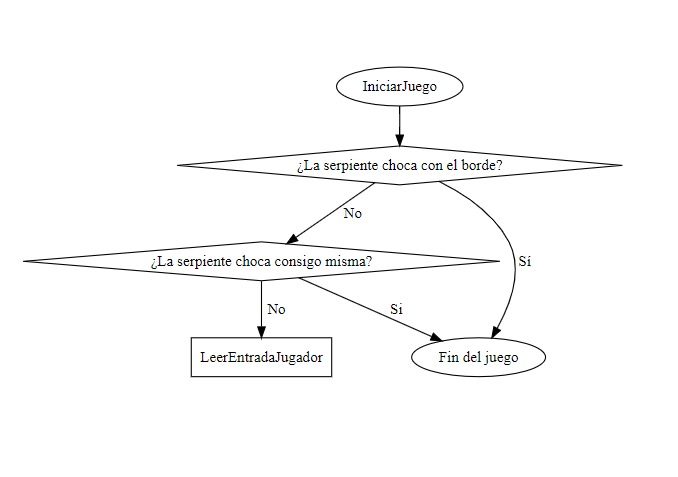 IniciarJuego
¿La serpiente choca con el borde?
No
¿La serpiente choca consigo misma?
Sí
No
Sí
LeerEntradaJugador
Fin del juego